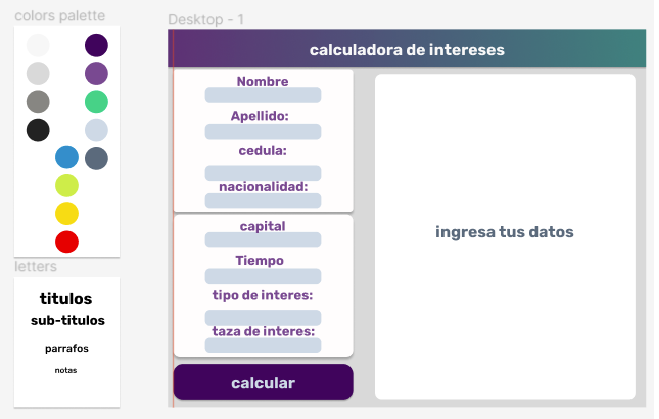 colors palette
Desktop - 1
calculadora de intereses
Nombre
Apellido:
cedula:
nacionalidad:
capital
Tiempo
tipo de interes:
taza de interes:
calcular
ingresa tus datos
letters
titulos
sub-titulos
parrafos
notas